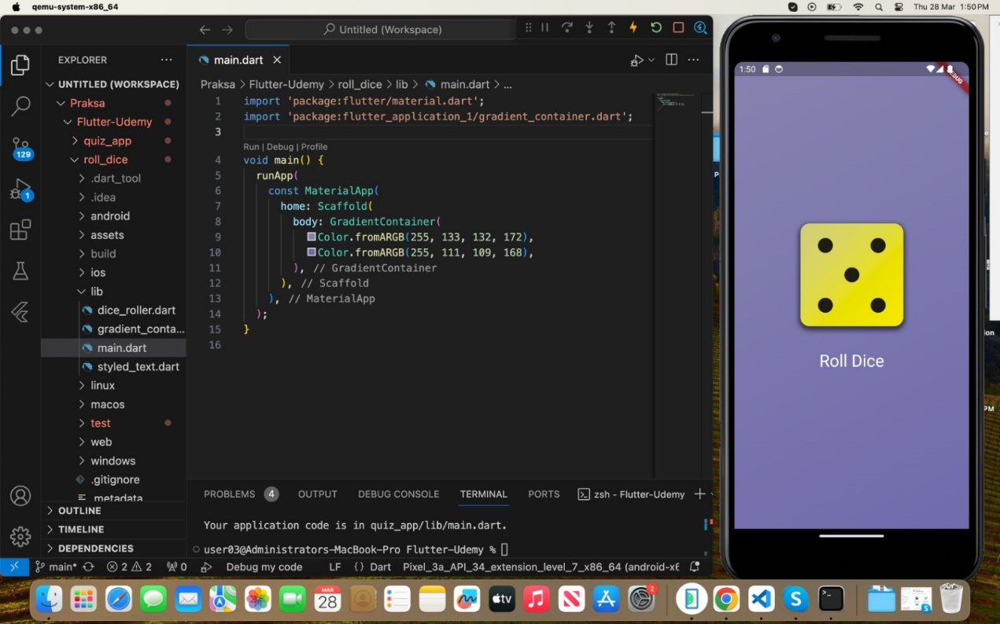 qemu-system-x86_64
Thu 28 Mar 1:50PM
Untitled (Workspace)
EXPLORER
UNTITLED (WORKSPACE)
Praksa
Flutter-Udemy
quiz_app
roll_dice
.dart_tool
.idea
android
assets
build
ios
lib
dice_roller.dart
gradient_conta...
main.dart
styled_text.dart
linux
macos
test
web
windows
.gitignore
.metadata
OUTLINE
TIMELINE
DEPENDENCIES
129
1
main.dart
Praksa > Flutter-Udemy > roll_dice > lib > main.dart > ...
1 import 'package:flutter/material.dart';
2 import 'package:flutter_application_1/gradient_container.dart';
3
Run | Debug | Profile
4 void main() {
5 runApp(
6 const MaterialApp(
7 home: Scaffold(
8 body: GradientContainer(
9 Color.fromARGB(255, 133, 132, 172),
10 Color.fromARGB(255, 111, 109, 168),
11 ), // GradientContainer
12 ), // Scaffold
13 ), // MaterialApp
14 );
15 }
16
PROBLEMS 4 OUTPUT DEBUG CONSOLE TERMINAL PORTS zsh - Flutter-Udemy
Your application code is in quiz_app/lib/main.dart.
user03@Administrators-MacBook-Pro Flutter-Udemy %
main* 2 2 0 Debug my code LF {} Dart Pixel_3a_API_34_extension_level_7_x86_64 (android-x6
1:50
DEBUG
Roll Dice
MAR
28
tv
2